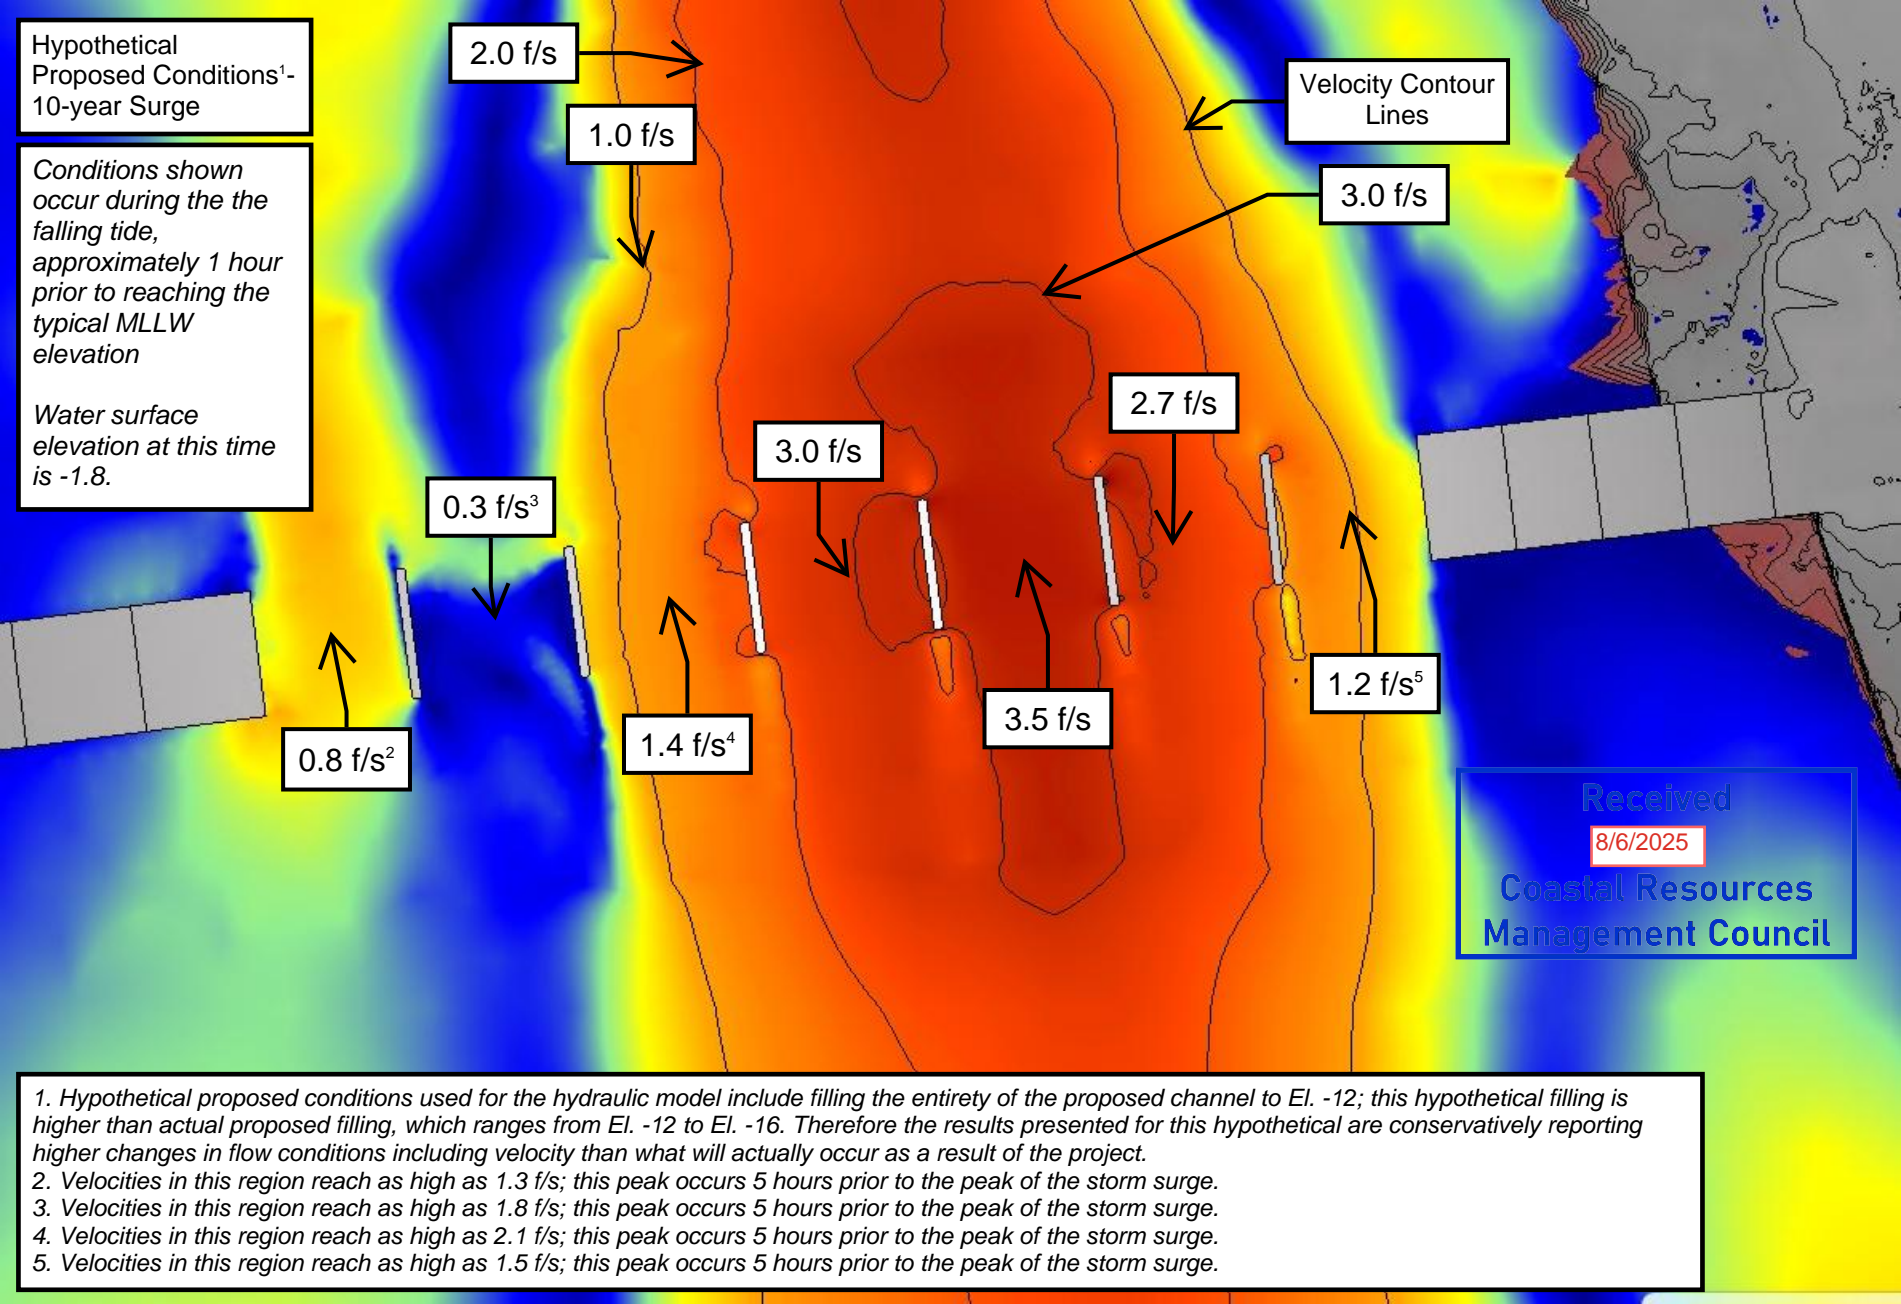 Hypothetical
Proposed Conditions¹-
10-year Surge
Conditions shown
occur during the the
falling tide,
approximately 1 hour
prior to reaching the
typical MLLW
elevation
Water surface
elevation at this time
is -1.8.
2.0 f/s
1.0 f/s
Velocity Contour
Lines
3.0 f/s
2.7 f/s
3.0 f/s
0.3 f/s³
0.8 f/s²
1.4 f/s⁴
3.5 f/s
1.2 f/s⁵
Received
8/6/2025
Coastal Resources
Management Council
1. Hypothetical proposed conditions used for the hydraulic model include filling the entirety of the proposed channel to El. -12; this hypothetical filling is
higher than actual proposed filling, which ranges from El. -12 to El. -16. Therefore the results presented for this hypothetical are conservatively reporting
higher changes in flow conditions including velocity than what will actually occur as a result of the project.
2. Velocities in this region reach as high as 1.3 f/s; this peak occurs 5 hours prior to the peak of the storm surge.
3. Velocities in this region reach as high as 1.8 f/s; this peak occurs 5 hours prior to the peak of the storm surge.
4. Velocities in this region reach as high as 2.1 f/s; this peak occurs 5 hours prior to the peak of the storm surge.
5. Velocities in this region reach as high as 1.5 f/s; this peak occurs 5 hours prior to the peak of the storm surge.